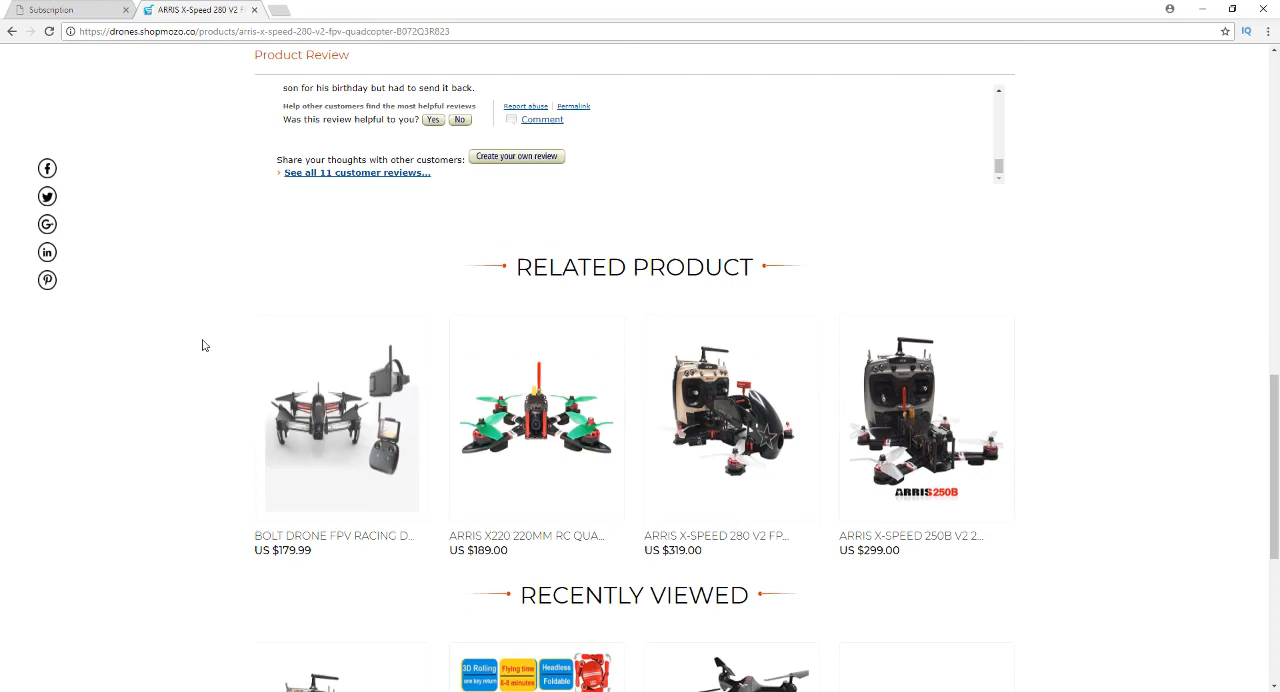 Subscription
ARRIS X-Speed 280 V2 F
https://drones.shopmozo.co/products/arris-x-speed-280-v2-fpv-quadcopter-B072Q3R823
IQ
Product Review
son for his birthday but had to send it back.
Help other customers find the most helpful reviews
Was this review helpful to you? Yes No
Report abuse | Permalink
Comment
Share your thoughts with other customers: Create your own review
› See all 11 customer reviews...
RELATED PRODUCT
ARRIS250B
BOLT DRONE FPV RACING D...
US $179.99
ARRIS X220 220MM RC QUA...
US $189.00
ARRIS X-SPEED 280 V2 FP...
US $319.00
ARRIS X-SPEED 250B V2 2...
US $299.00
RECENTLY VIEWED
3D Rolling
one key return
Flying time
6-8 minutes
Headless
Foldable